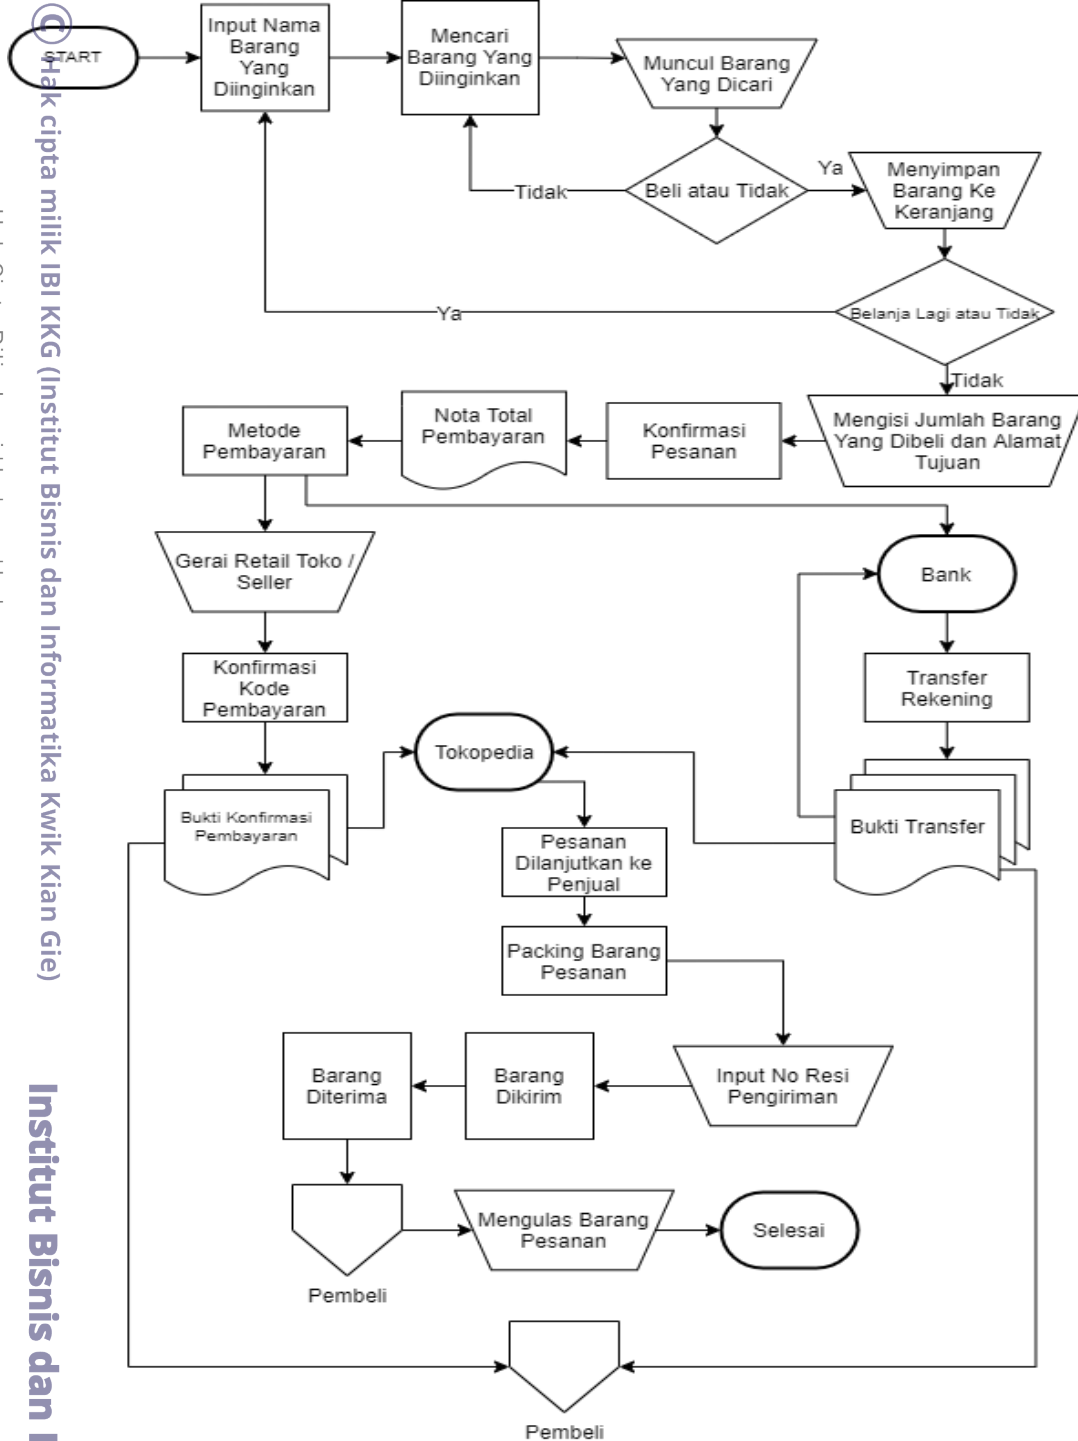 START
Input Nama
Barang
Yang
Diinginkan
Mencari
Barang Yang
Diinginkan
Muncul Barang
Yang Dicari
Beli atau Tidak
Tidak
Ya
Menyimpan
Barang Ke
Keranjang
Belanja Lagi atau Tidak
Ya
Tidak
Mengisi Jumlah Barang
Yang Dibeli dan Alamat
Tujuan
Konfirmasi
Pesanan
Nota Total
Pembayaran
Metode
Pembayaran
Gerai Retail Toko /
Seller
Bank
Konfirmasi
Kode
Pembayaran
Transfer
Rekening
Tokopedia
Bukti Konfirmasi
Pembayaran
Bukti Transfer
Pesanan
Dilanjutkan ke
Penjual
Packing Barang
Pesanan
Input No Resi
Pengiriman
Barang
Dikirim
Barang
Diterima
Pembeli
Mengulas Barang
Pesanan
Selesai
Pembeli
© Hak cipta milik IBI KKG (Institut Bisnis dan Informatika Kwik Kian Gie)
Institut Bisnis dan